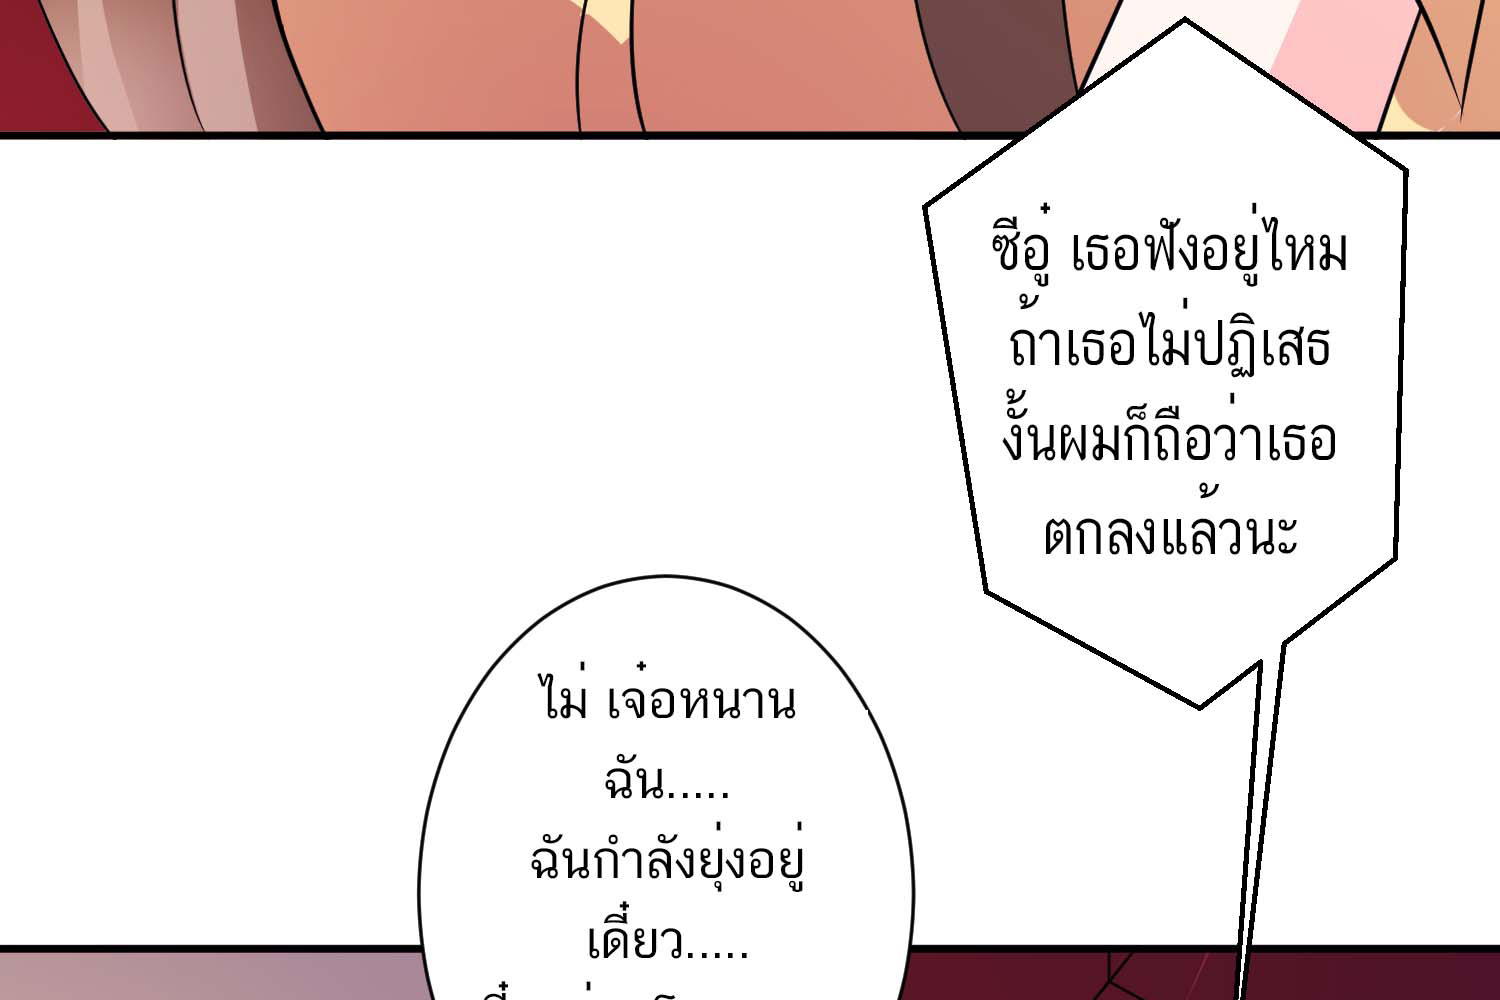 ซีอู๋ เธอฟังอยู่ไหม
ถ้าเธอไม่ปฏิเสธ
งั้นผมก็ถือว่าเธอ
ตกลงแล้วนะ
ไม่ เจ๋อหนาน
ฉัน.....
ฉันกำลังยุ่งอยู่
เดี๋ยว.....